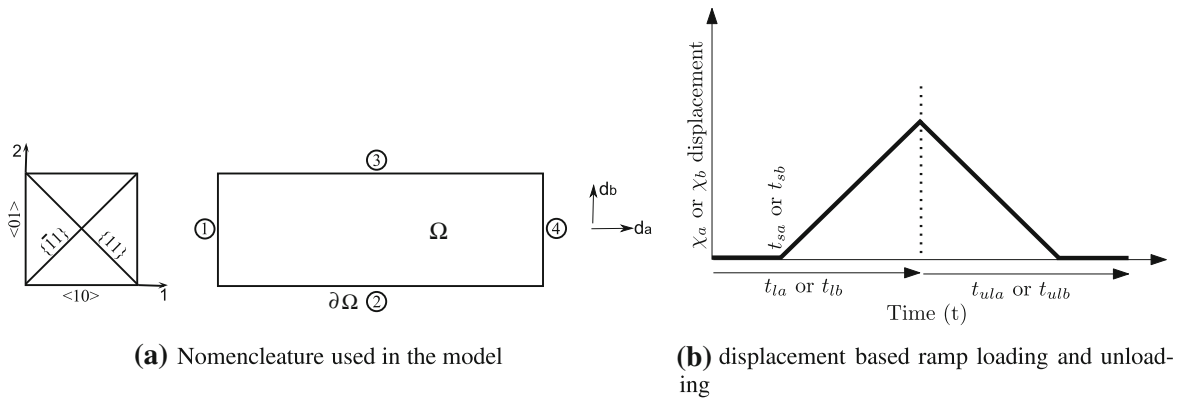 2
<01>
{1̄1}
{11}
<10>
1
①
③
Ω
④
∂Ω ②
db
da
(a) Nomencleature used in the model
χa or χb displacement
tsa or tsb
tla or tlb
tula or tulb
Time (t)
(b) displacement based ramp loading and unload-
ing